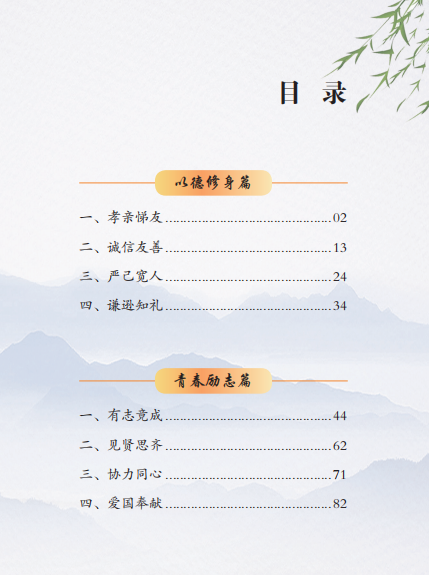 目 录
以德修身篇
一、孝亲悌友........................................02
二、诚信友善........................................13
三、严己宽人........................................24
四、谦逊知礼........................................34
青春励志篇
一、有志竟成........................................44
二、见贤思齐........................................62
三、协力同心........................................71
四、爱国奉献........................................82